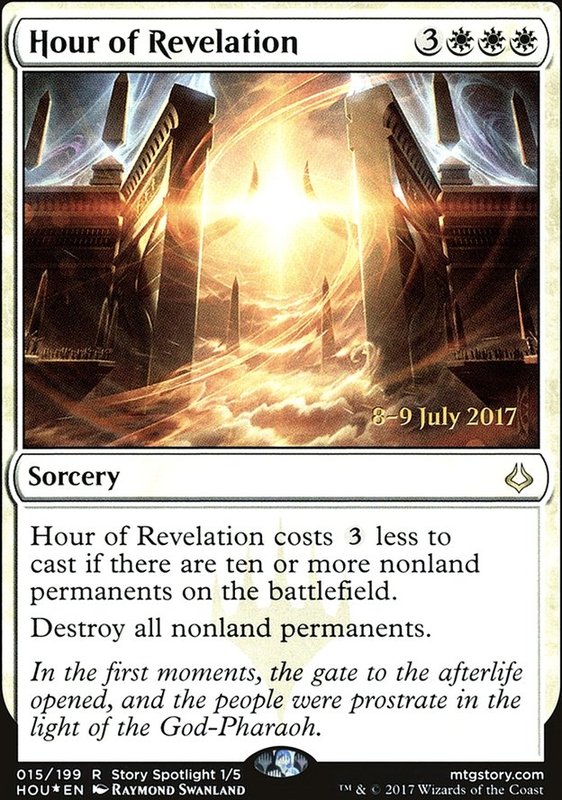 Hour of Revelation 3
8–9 July 2017
Sorcery
Hour of Revelation costs 3 less to
cast if there are ten or more nonland
permanents on the battlefield.
Destroy all nonland permanents.
In the first moments, the gate to the afterlife
opened, and the people were prostrate in the
light of the God-Pharaoh.
015/199 R Story Spotlight 1/5 mtgstory.com
HOU★EN RAYMOND SWANLAND ™ & © 2017 Wizards of the Coast